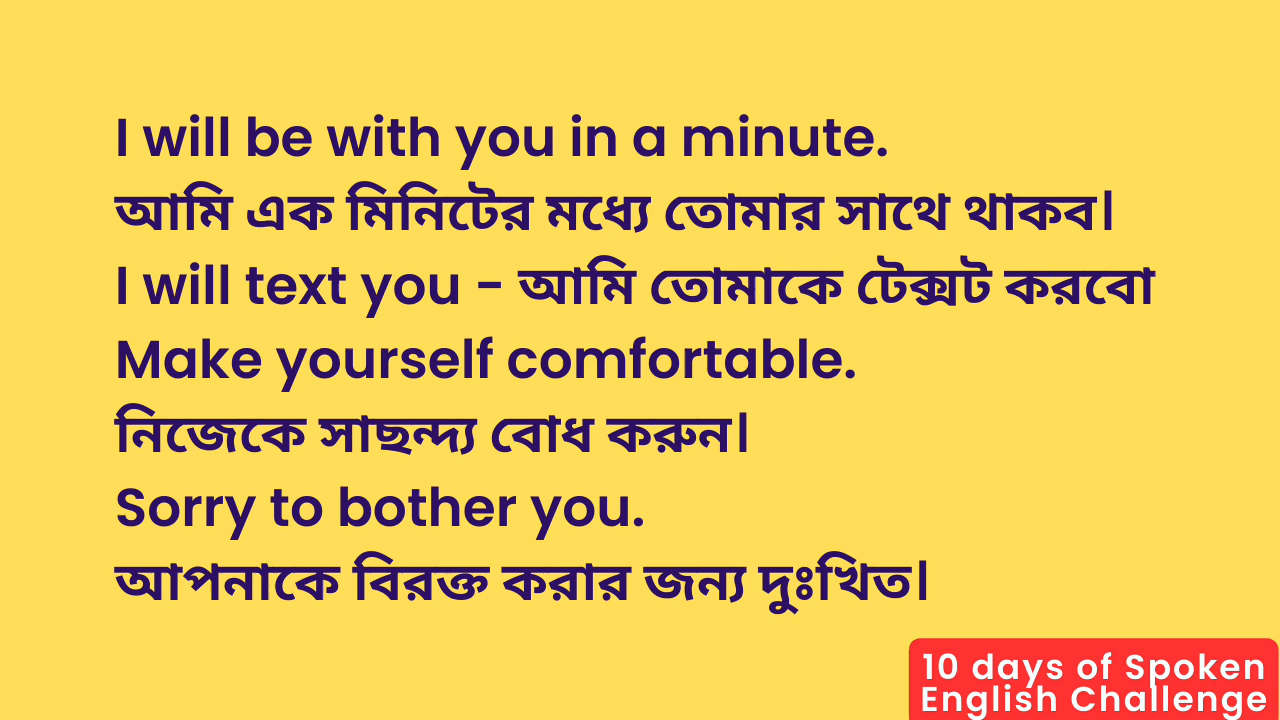 I will be with you in a minute.
আমি এক মিনিটের মধ্যে তোমার সাথে থাকব।
I will text you - আমি তোমাকে টেক্সট করবো
Make yourself comfortable.
নিজেকে সাছন্দ্য বোধ করুন।
Sorry to bother you.
আপনাকে বিরক্ত করার জন্য দুঃখিত।
10 days of Spoken
English Challenge